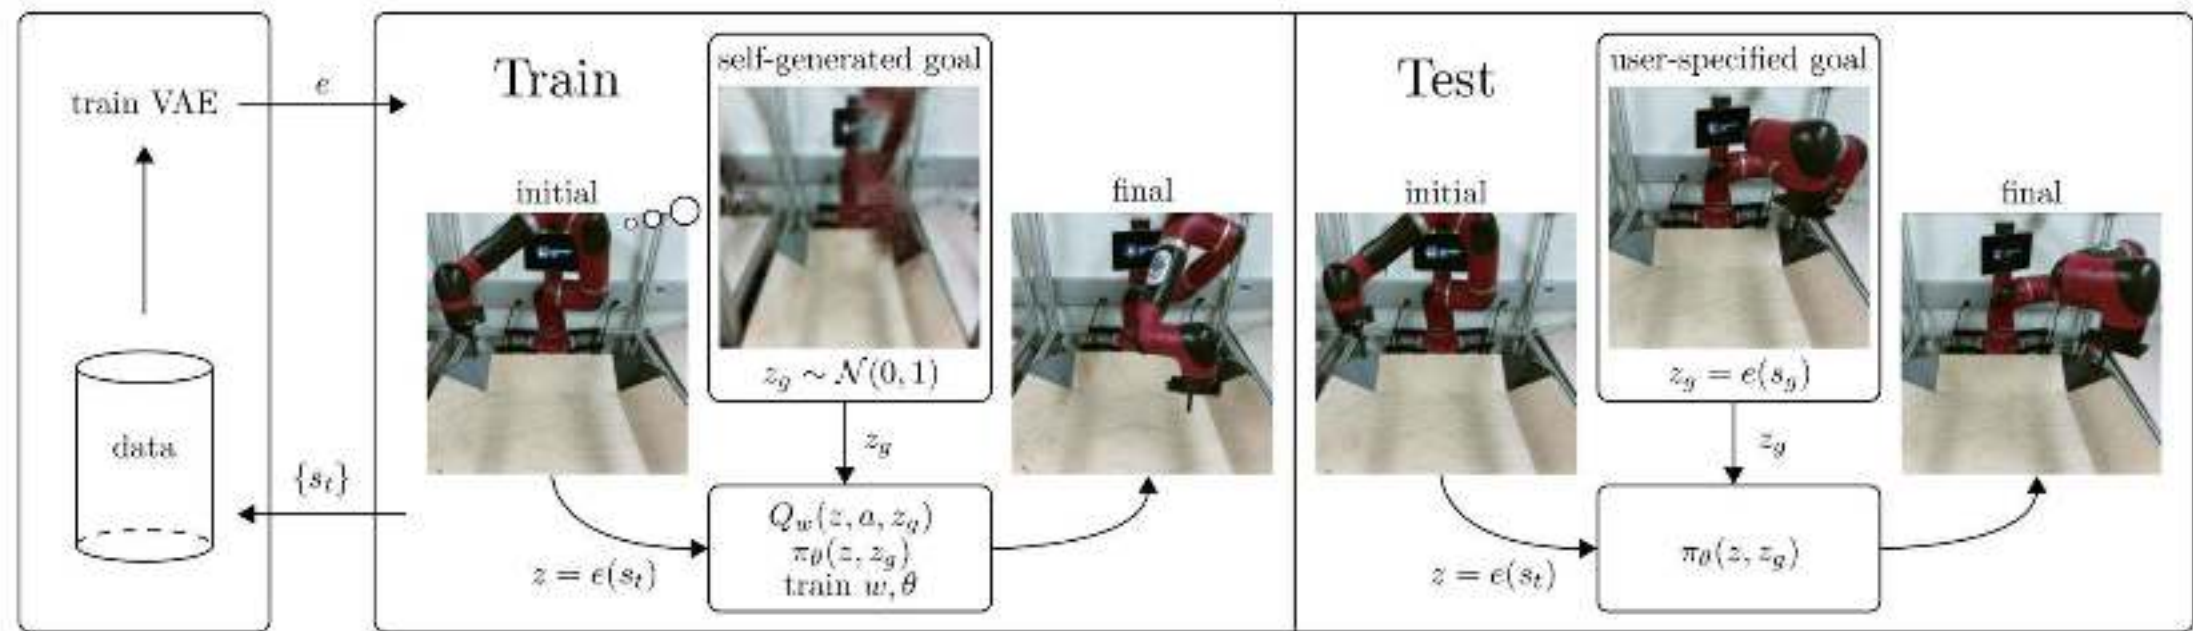 train VAE
data
e
{s_t}
Train
initial
self-generated goal
z_g ∼ 𝒩(0, 1)
z_g
z = e(s_t)
Q_w(z, a, z_g)
π_θ(z, z_g)
train w, θ
final
Test
initial
user-specified goal
z_g = e(s_g)
z_g
z = e(s_t)
π_θ(z, z_g)
final